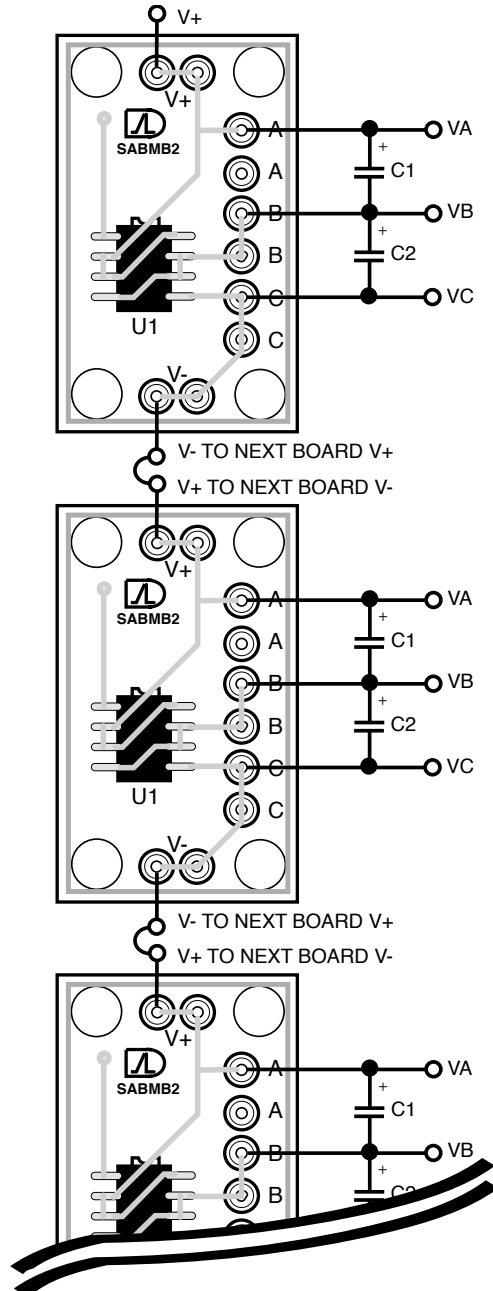 V+
V+
SABMB2
A VA
+
A C1
B VB
+
B C2
C VC
U1
C
V-
V- TO NEXT BOARD V+
V+ TO NEXT BOARD V-
V+
SABMB2
A VA
+
A C1
B VB
+
B C2
C VC
U1
C
V-
V- TO NEXT BOARD V+
V+ TO NEXT BOARD V-
V+
SABMB2
A VA
+
A C1
B VB
+
B C2